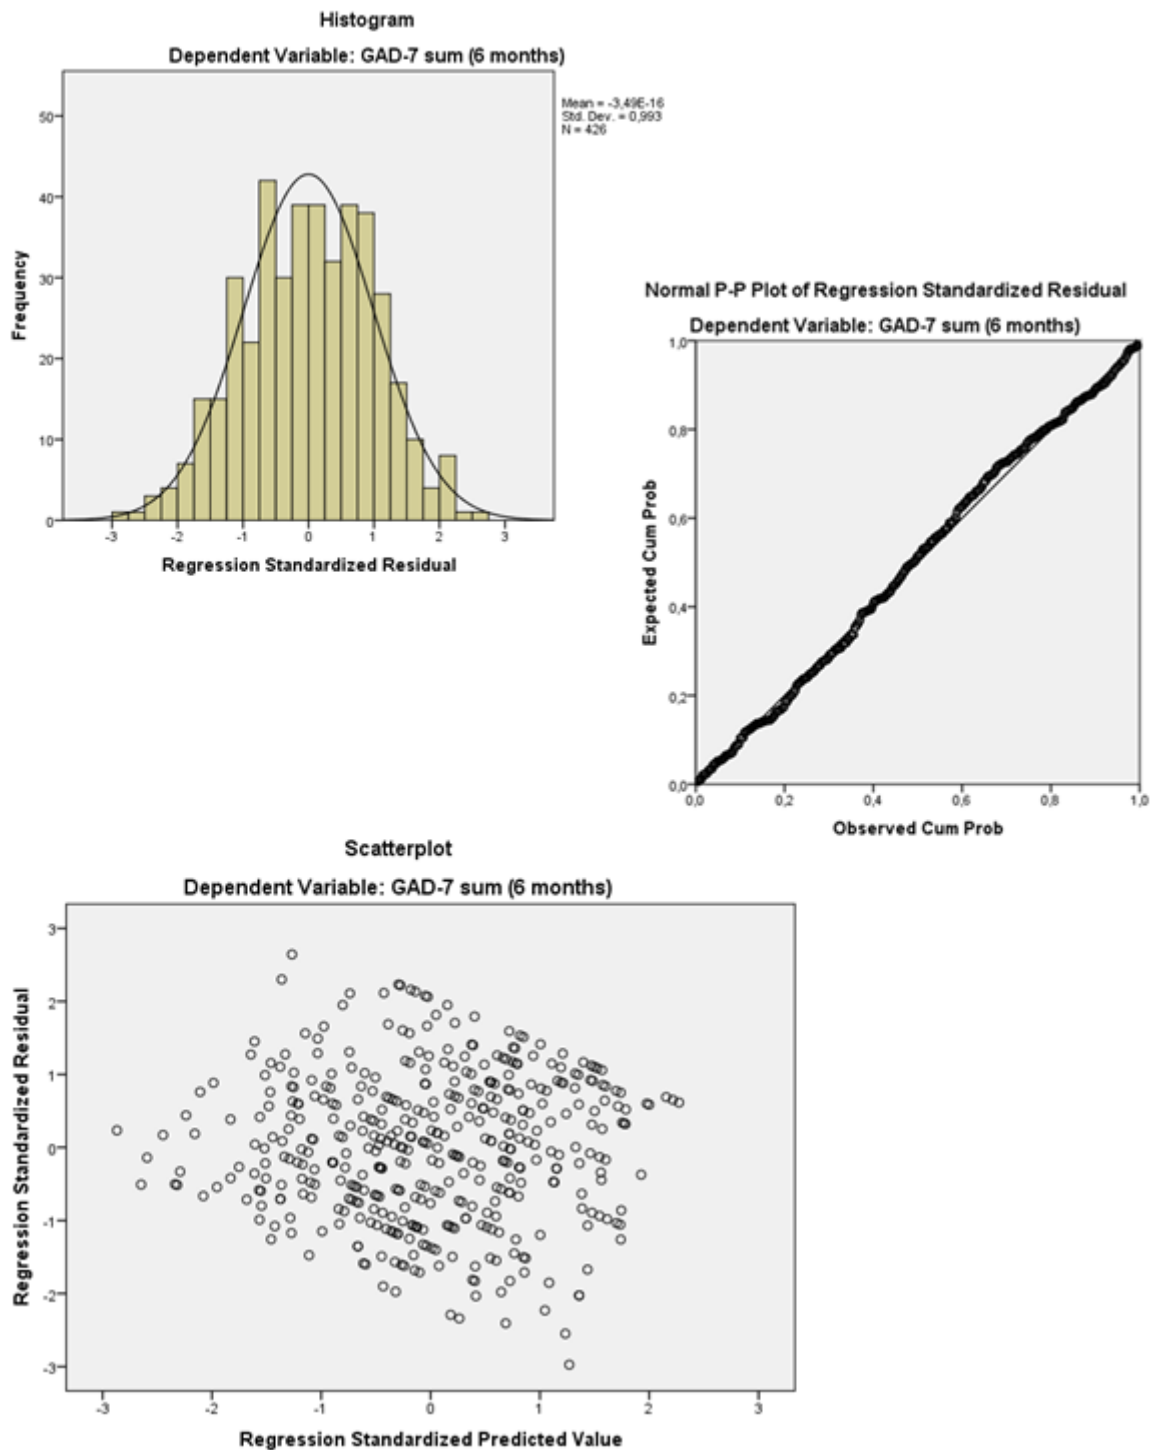 Histogram
Dependent Variable: GAD-7 sum (6 months)
Mean = -3,49E-16
Std. Dev. = 0,993
N = 426
50
40
30
20
10
0
Frequency
-3 -2 -1 0 1 2 3
Regression Standardized Residual
Normal P-P Plot of Regression Standardized Residual
Dependent Variable: GAD-7 sum (6 months)
1,0
0,8
0,6
0,4
0,2
0,0
Expected Cum Prob
0,0 0,2 0,4 0,6 0,8 1,0
Observed Cum Prob
Scatterplot
Dependent Variable: GAD-7 sum (6 months)
3
2
1
0
-1
-2
-3
Regression Standardized Residual
-3 -2 -1 0 1 2 3
Regression Standardized Predicted Value